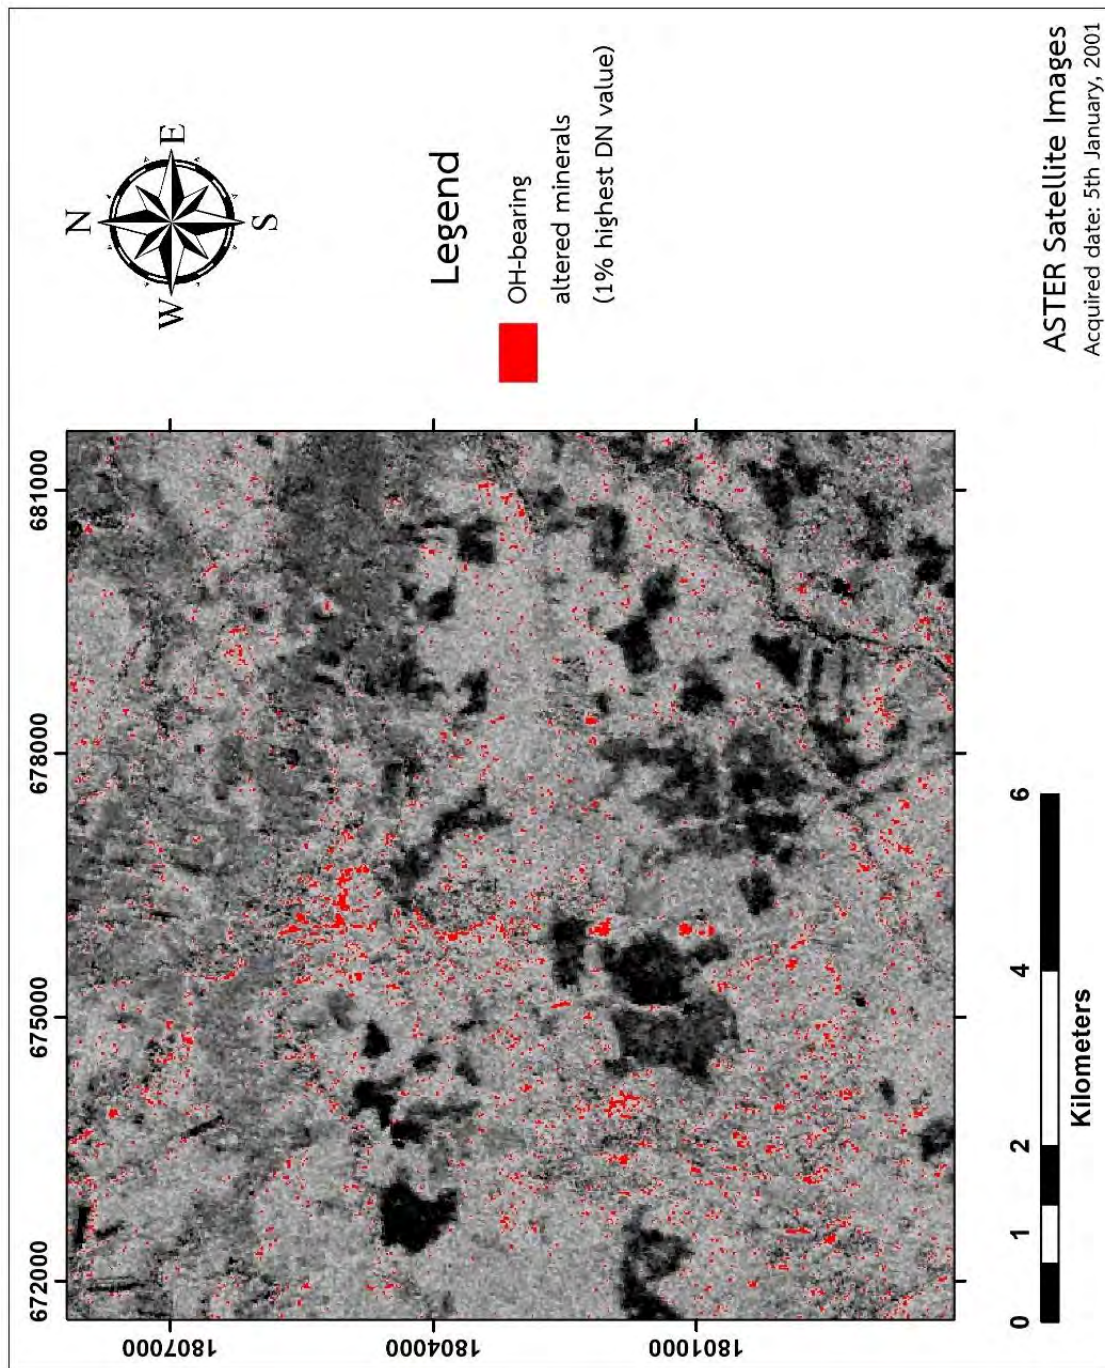 N
W
E
S
Legend
OH-bearing
altered minerals
(1% highest DN value)
672000
675000
678000
681000
1807000
1804000
1801000
0
1
2
4
6
Kilometers
ASTER Satellite Images
Acquired date: 5th January, 2001